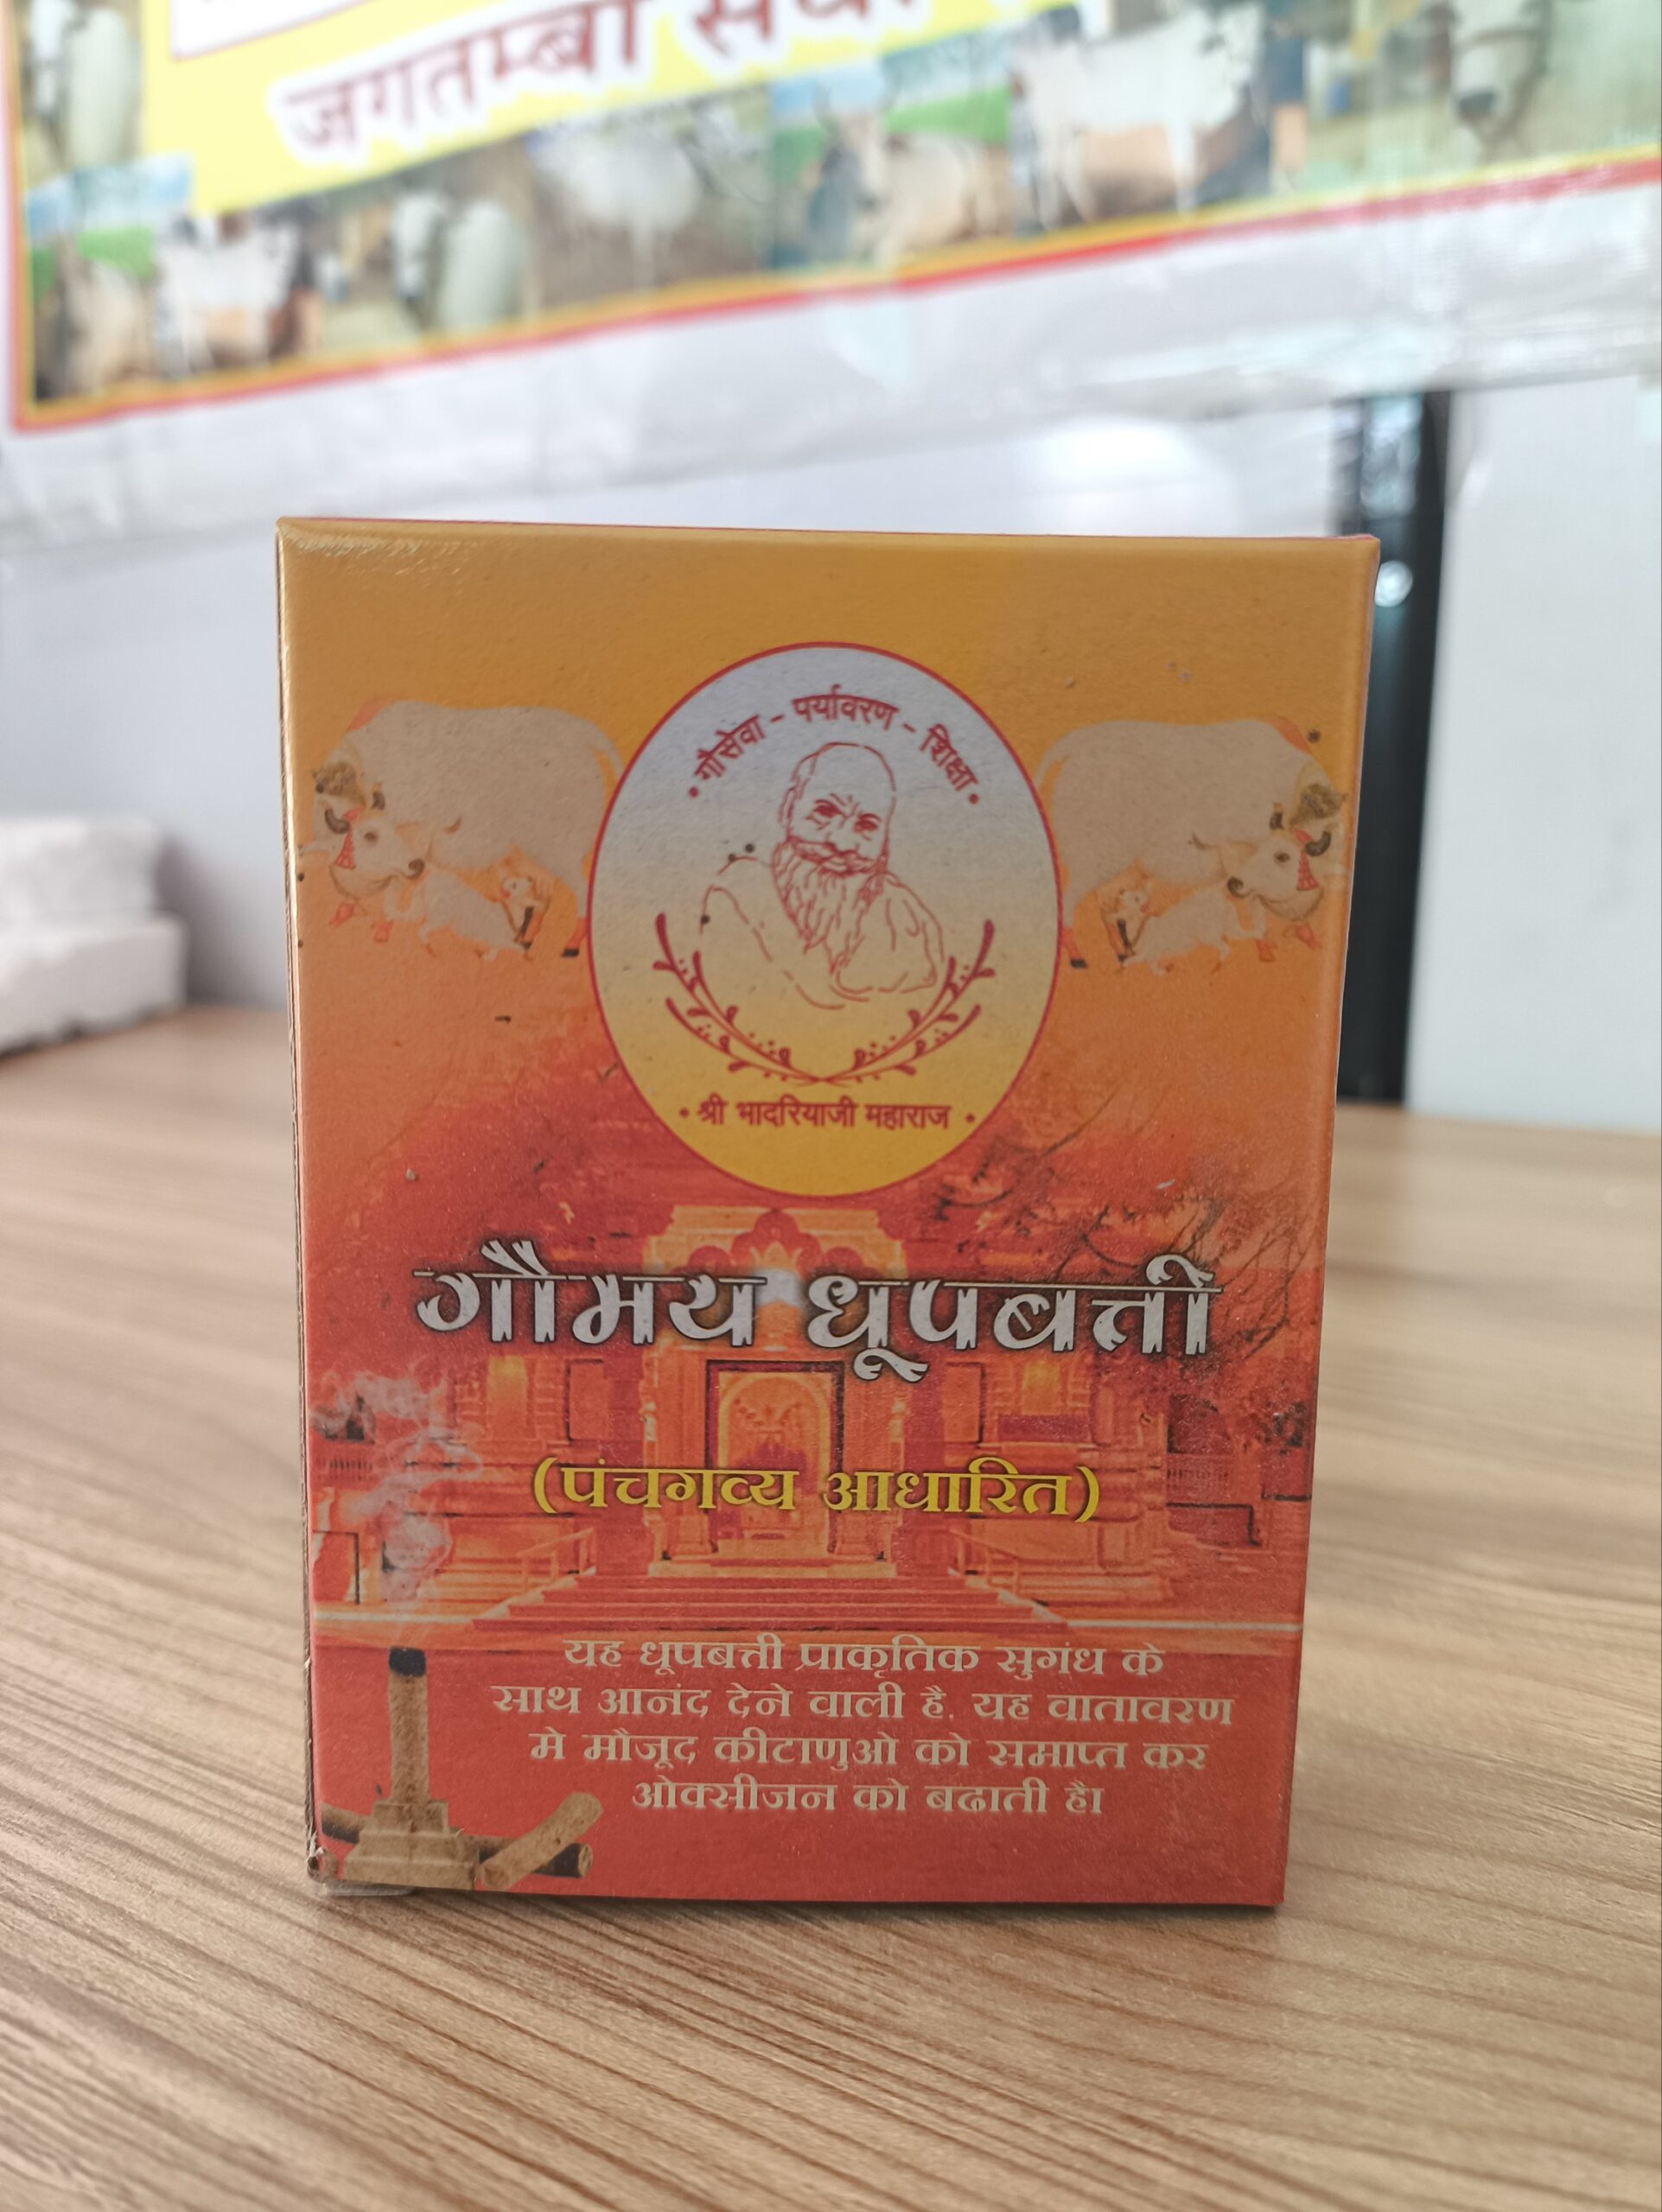 जगतम्बा
गौसेवा - पर्यावरण - शिक्षा
श्री भादरियाजी महाराज
गौमय धूपबत्ती
(पंचगव्य आधारित)
यह धूपबत्ती प्राकृतिक सुगंध के
साथ आनंद देने वाली है. यह वातावरण
मे मौजूद कीटाणुओ को समाप्त कर
ओक्सीजन को बढाती है।